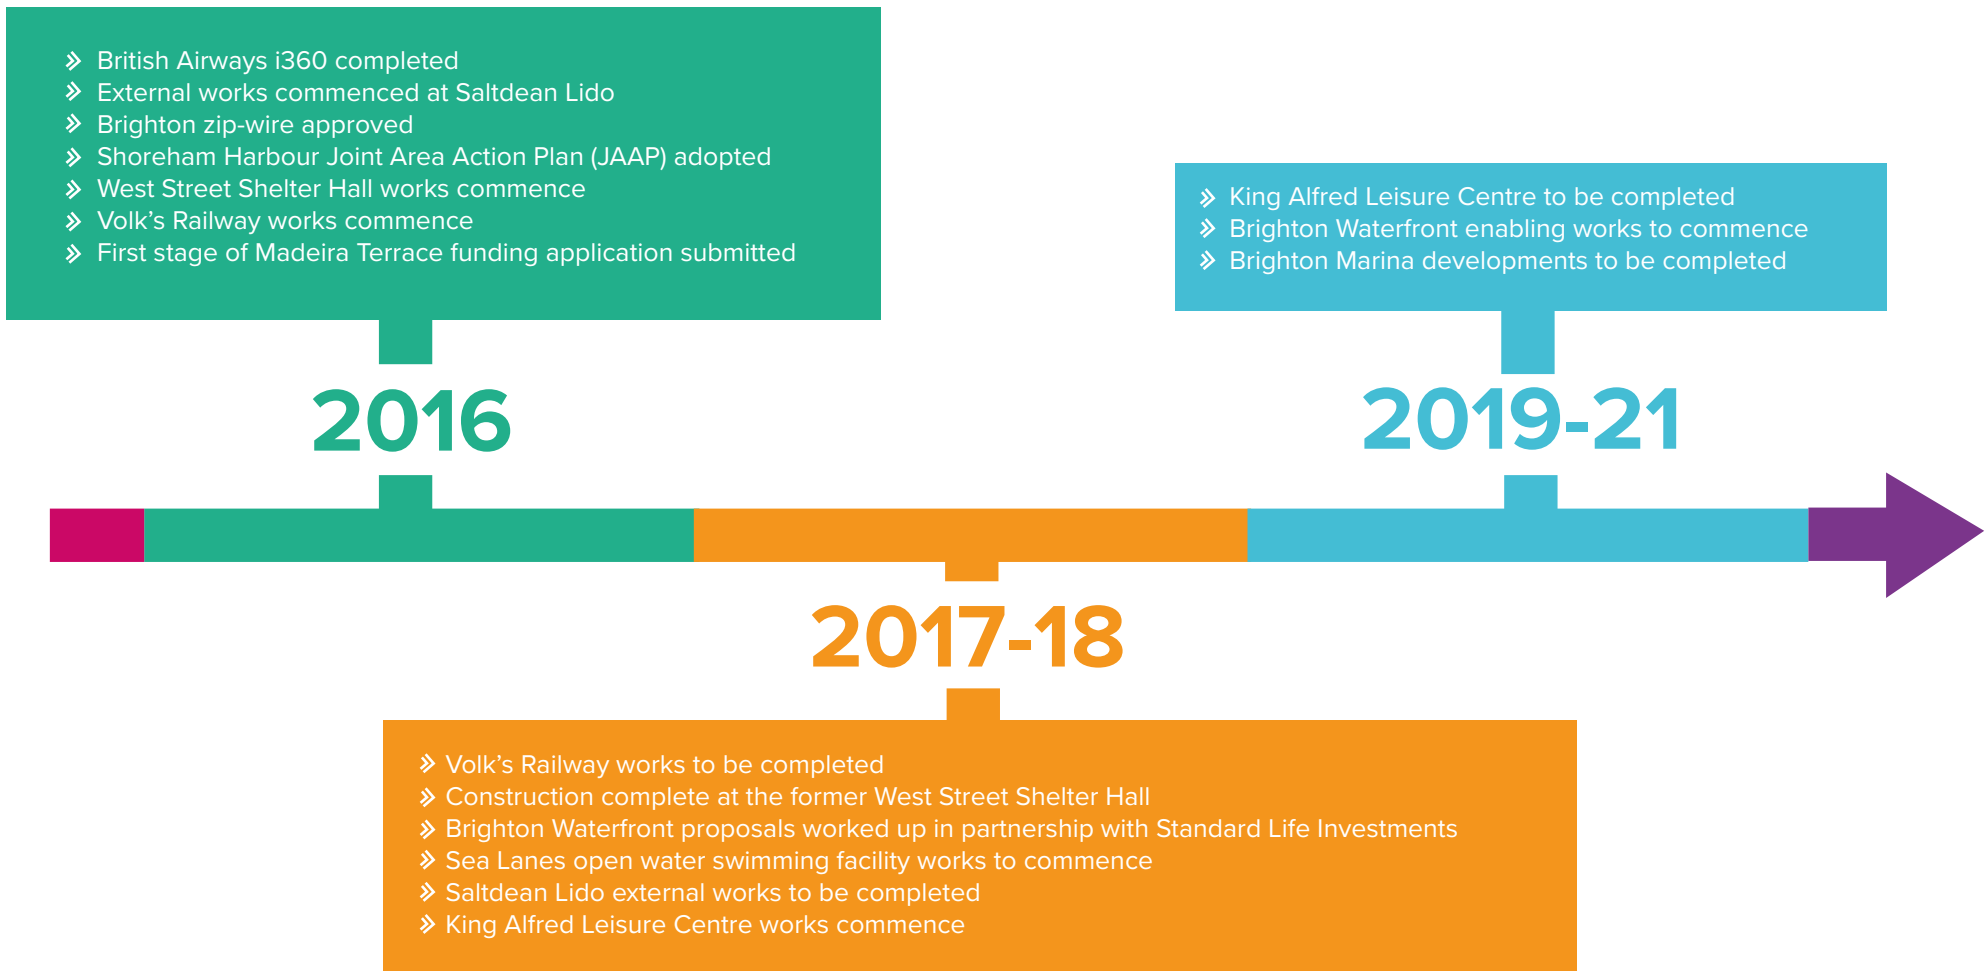 British Airways i360 completed
External works commenced at Saltdean Lido
Brighton zip-wire approved
Shoreham Harbour Joint Area Action Plan (JAAP) adopted
West Street Shelter Hall works commence
Volk’s Railway works commence
First stage of Madeira Terrace funding application submitted
2016
King Alfred Leisure Centre to be completed
Brighton Waterfront enabling works to commence
Brighton Marina developments to be completed
2019-21
2017-18
Volk’s Railway works to be completed
Construction complete at the former West Street Shelter Hall
Brighton Waterfront proposals worked up in partnership with Standard Life Investments
Sea Lanes open water swimming facility works to commence
Saltdean Lido external works to be completed
King Alfred Leisure Centre works commence